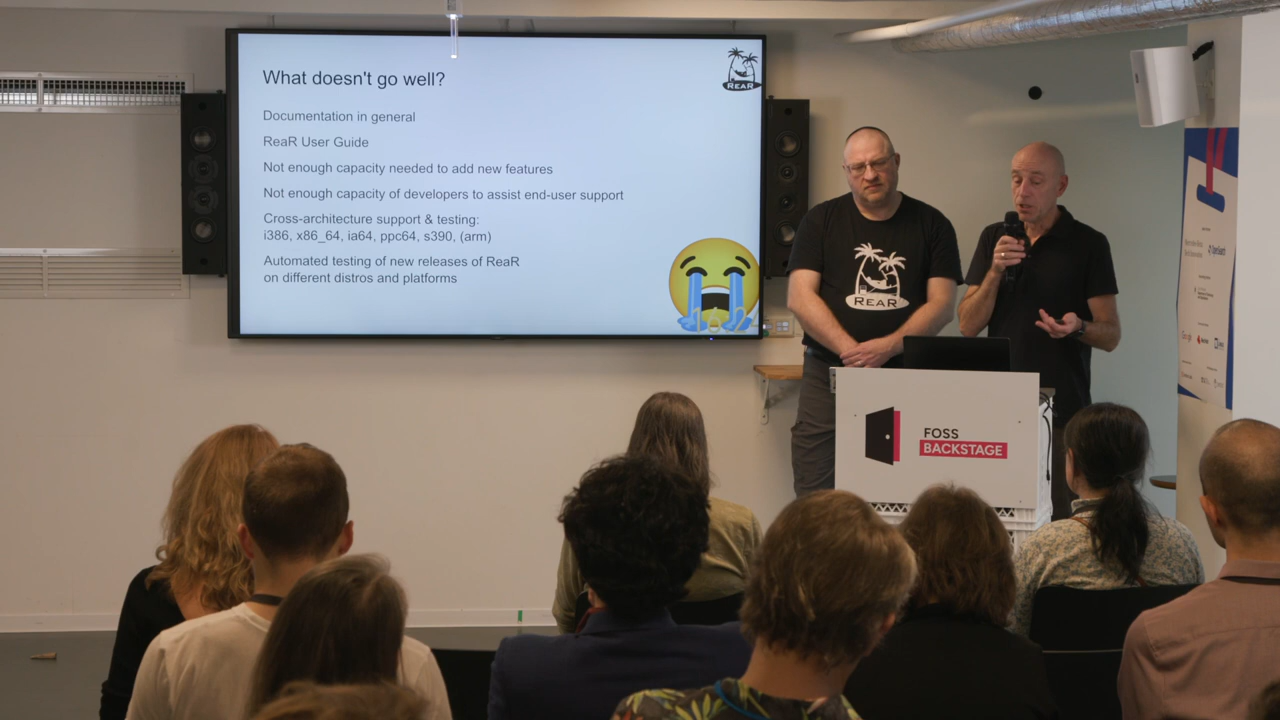 What doesn't go well?
REAR
Documentation in general
ReaR User Guide
Not enough capacity needed to add new features
Not enough capacity of developers to assist end-user support
Cross-architecture support & testing:
i386, x86_64, ia64, ppc64, s390, (arm)
Automated testing of new releases of ReaR
on different distros and platforms
REAR
FOSS
BACKSTAGE